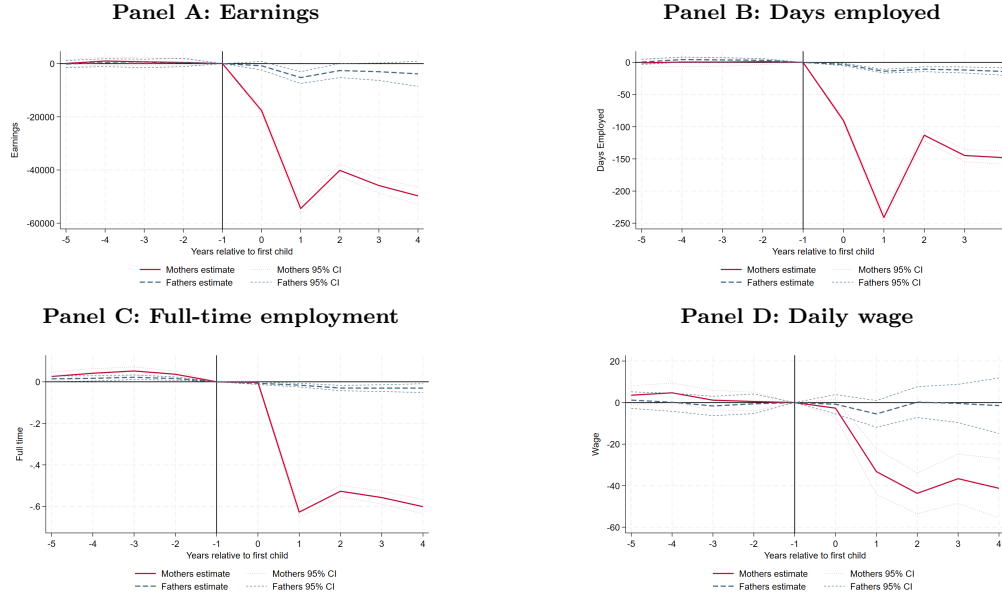 Panel A: Earnings
0
-20000
-40000
-60000
Earnings
-5 -4 -3 -2 -1 0 1 2 3 4
Years relative to first child
Mothers estimate Mothers 95% CI
Fathers estimate Fathers 95% CI
Panel B: Days employed
0
-50
-100
-150
-200
-250
Days Employed
-5 -4 -3 -2 -1 0 1 2 3
Years relative to first child
Mothers estimate Mothers 95% CI
Fathers estimate Fathers 95% CI
Panel C: Full-time employment
0
-.2
-.4
-.6
Full time
-5 -4 -3 -2 -1 0 1 2 3 4
Years relative to first child
Mothers estimate Mothers 95% CI
Fathers estimate Fathers 95% CI
Panel D: Daily wage
20
0
-20
-40
-60
Wage
-5 -4 -3 -2 -1 0 1 2 3 4
Years relative to first child
Mothers estimate Mothers 95% CI
Fathers estimate Fathers 95% CI